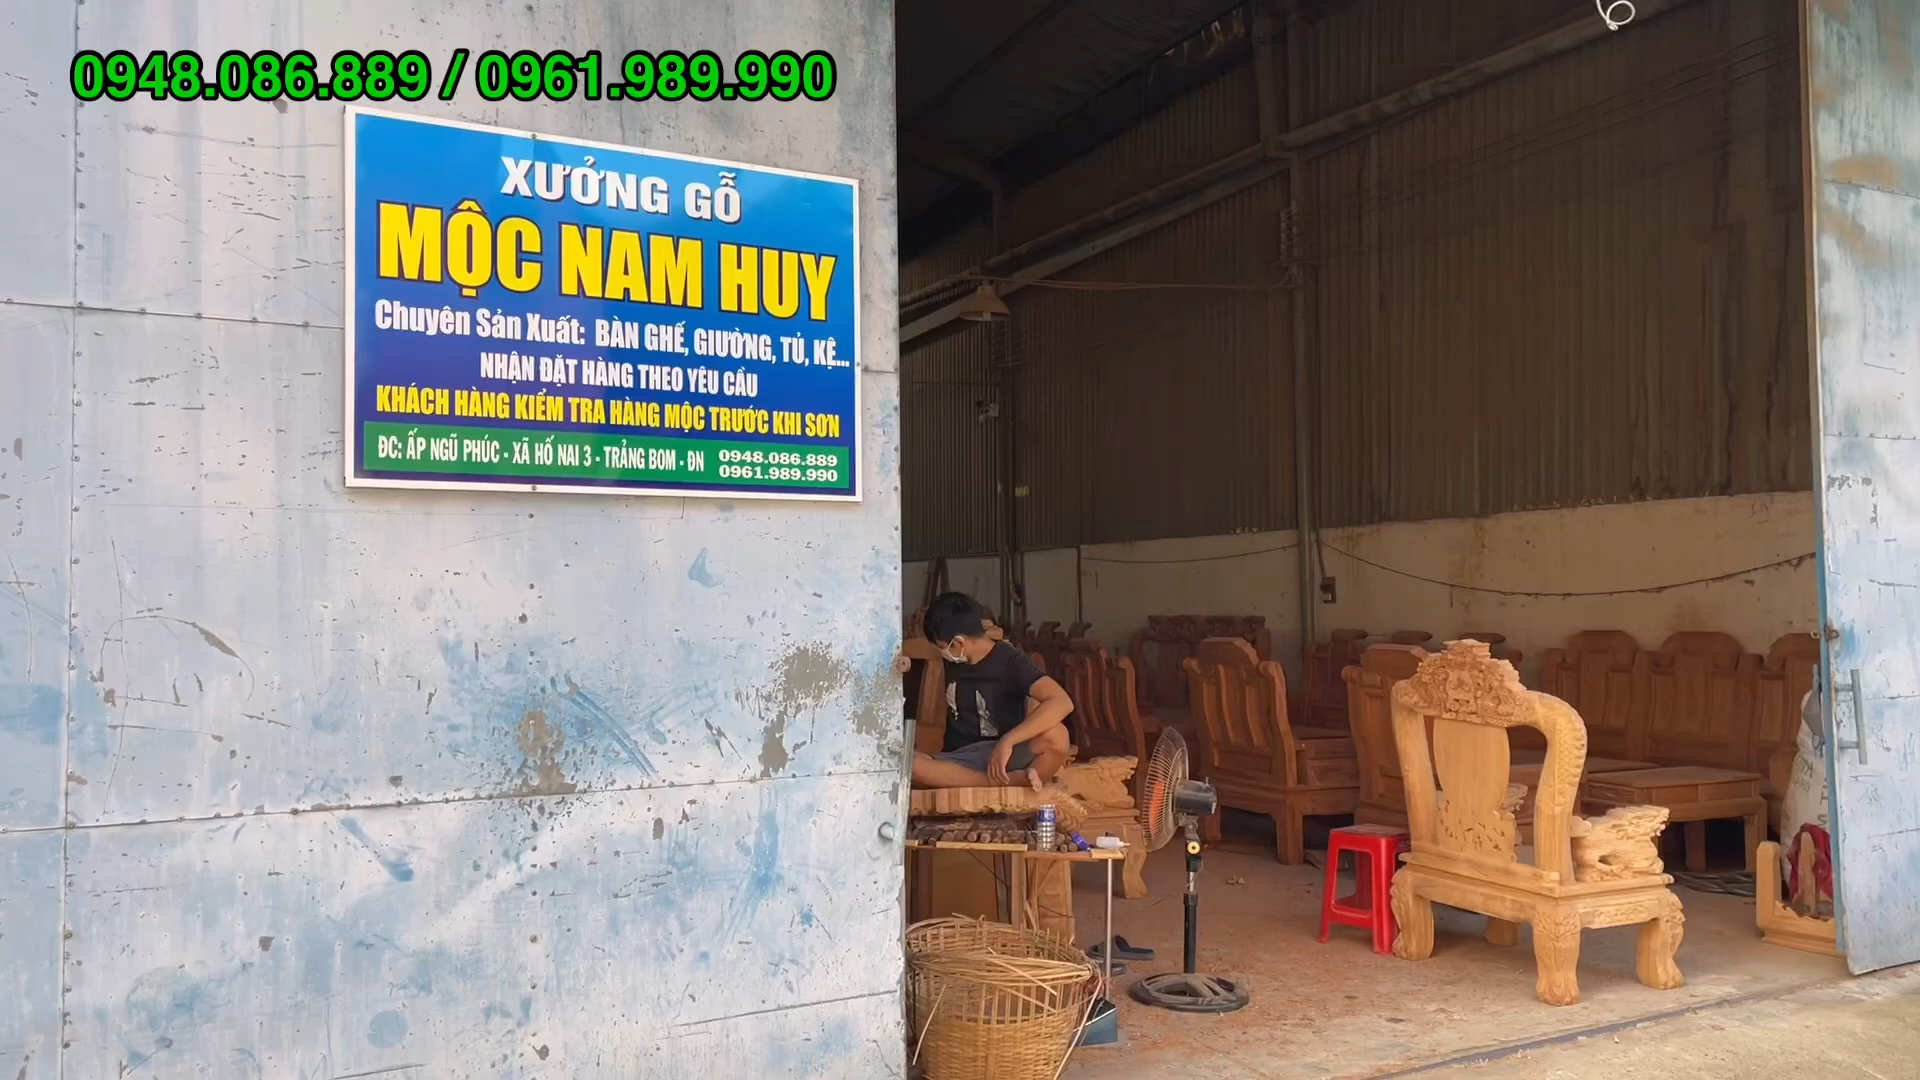 0948.086.889 / 0961.989.990
XƯỞNG GỖ
MỘC NAM HUY
Chuyên Sản Xuất: BÀN GHẾ, GIƯỜNG, TỦ, KỆ...
NHẬN ĐẶT HÀNG THEO YÊU CẦU
KHÁCH HÀNG KIỂM TRA HÀNG MỘC TRƯỚC KHI SƠN
ĐC: ẤP NGŨ PHÚC - XÃ HỐ NAI 3 - TRẢNG BOM - ĐN
0948.086.889
0961.989.990